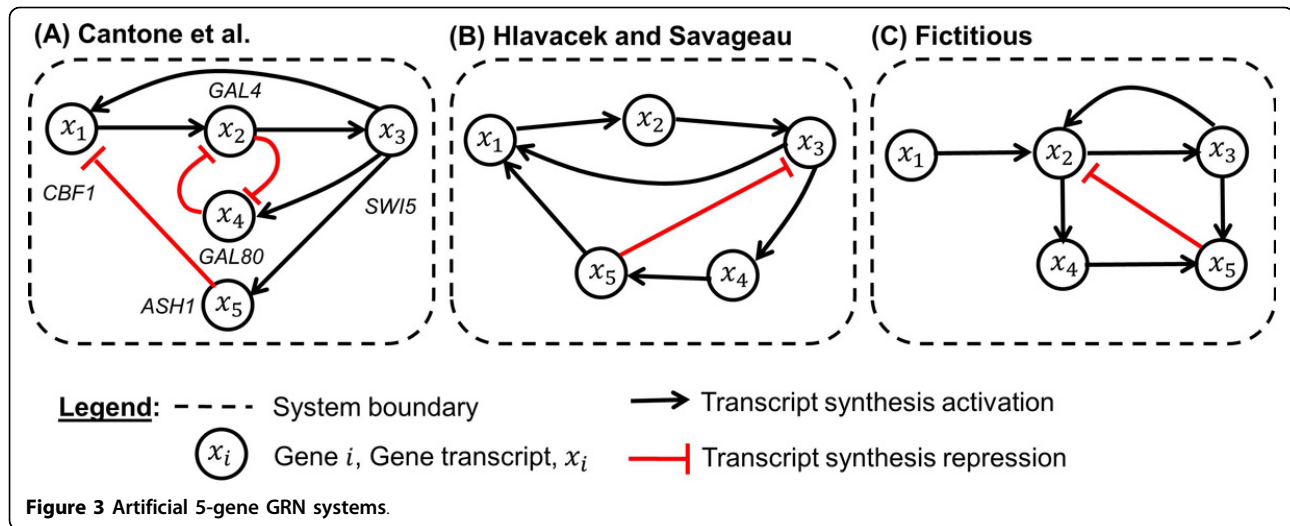 (A) Cantone et al.
GAL4
x₁
x₂
x₃
CBF1
x₄
SWI5
GAL80
ASH1
x₅
(B) Hlavacek and Savageau
x₁
x₂
x₃
x₅
x₄
(C) Fictitious
x₁
x₂
x₃
x₄
x₅
Legend: System boundary
Transcript synthesis activation
xᵢ Gene i, Gene transcript, xᵢ
Transcript synthesis repression
Figure 3 Artificial 5-gene GRN systems.